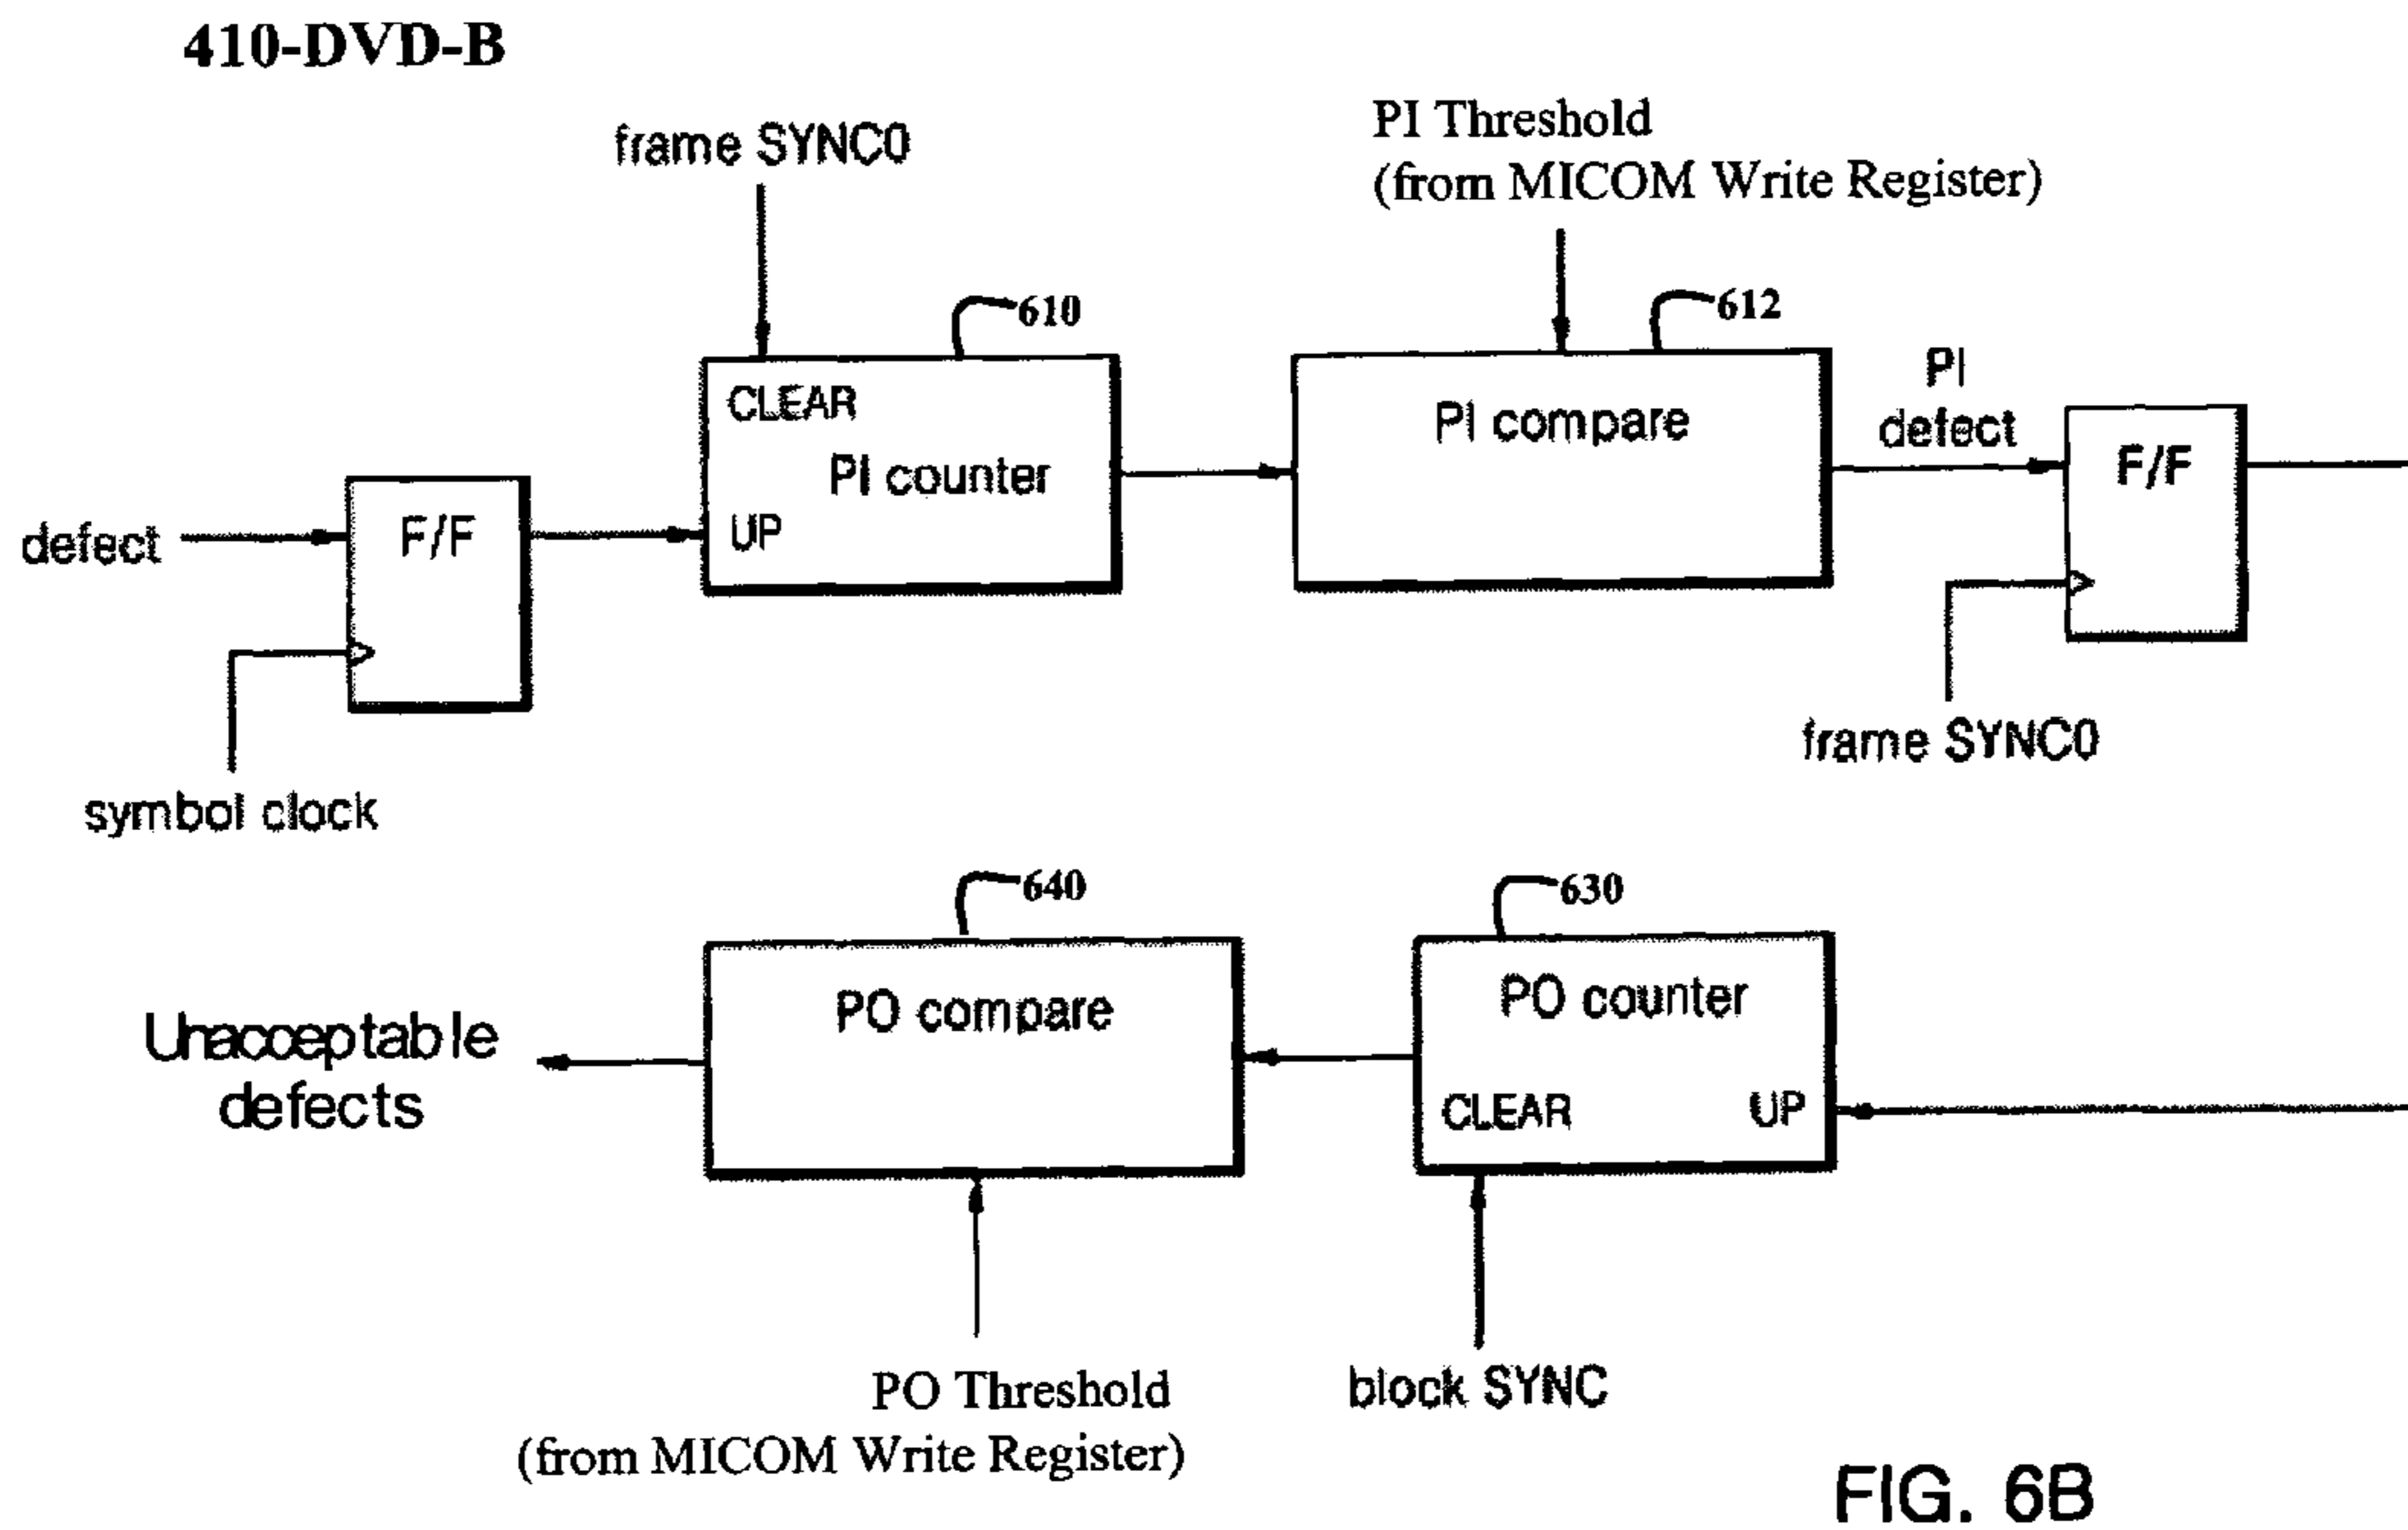 410-DVD-B
frame SYNC0
PI Threshold
(from MICOM Write Register)
610
612
CLEAR
PI counter
UP
PI compare
PI
defect
F/F
defect
F/F
symbol clock
frame SYNC0
640
630
PO compare
PO counter
CLEAR
UP
Unacceptable
defects
PO Threshold
(from MICOM Write Register)
block SYNC
FIG. 6B